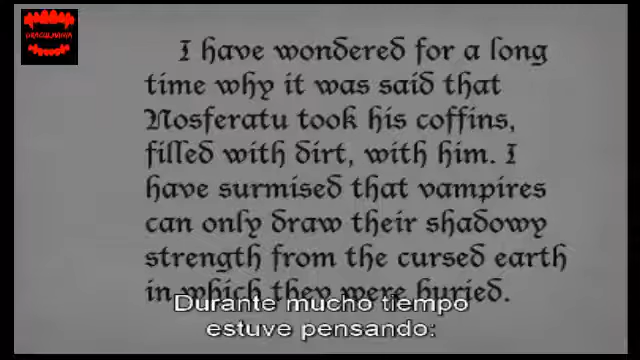 DRACULMANIA
I have wondered for a long
time why it was said that
Nosferatu took his coffins,
filled with dirt, with him. I
have surmised that vampires
can only draw their shadowy
strength from the cursed earth
in which they were buried.
Durante mucho tiempo
estuve pensando: